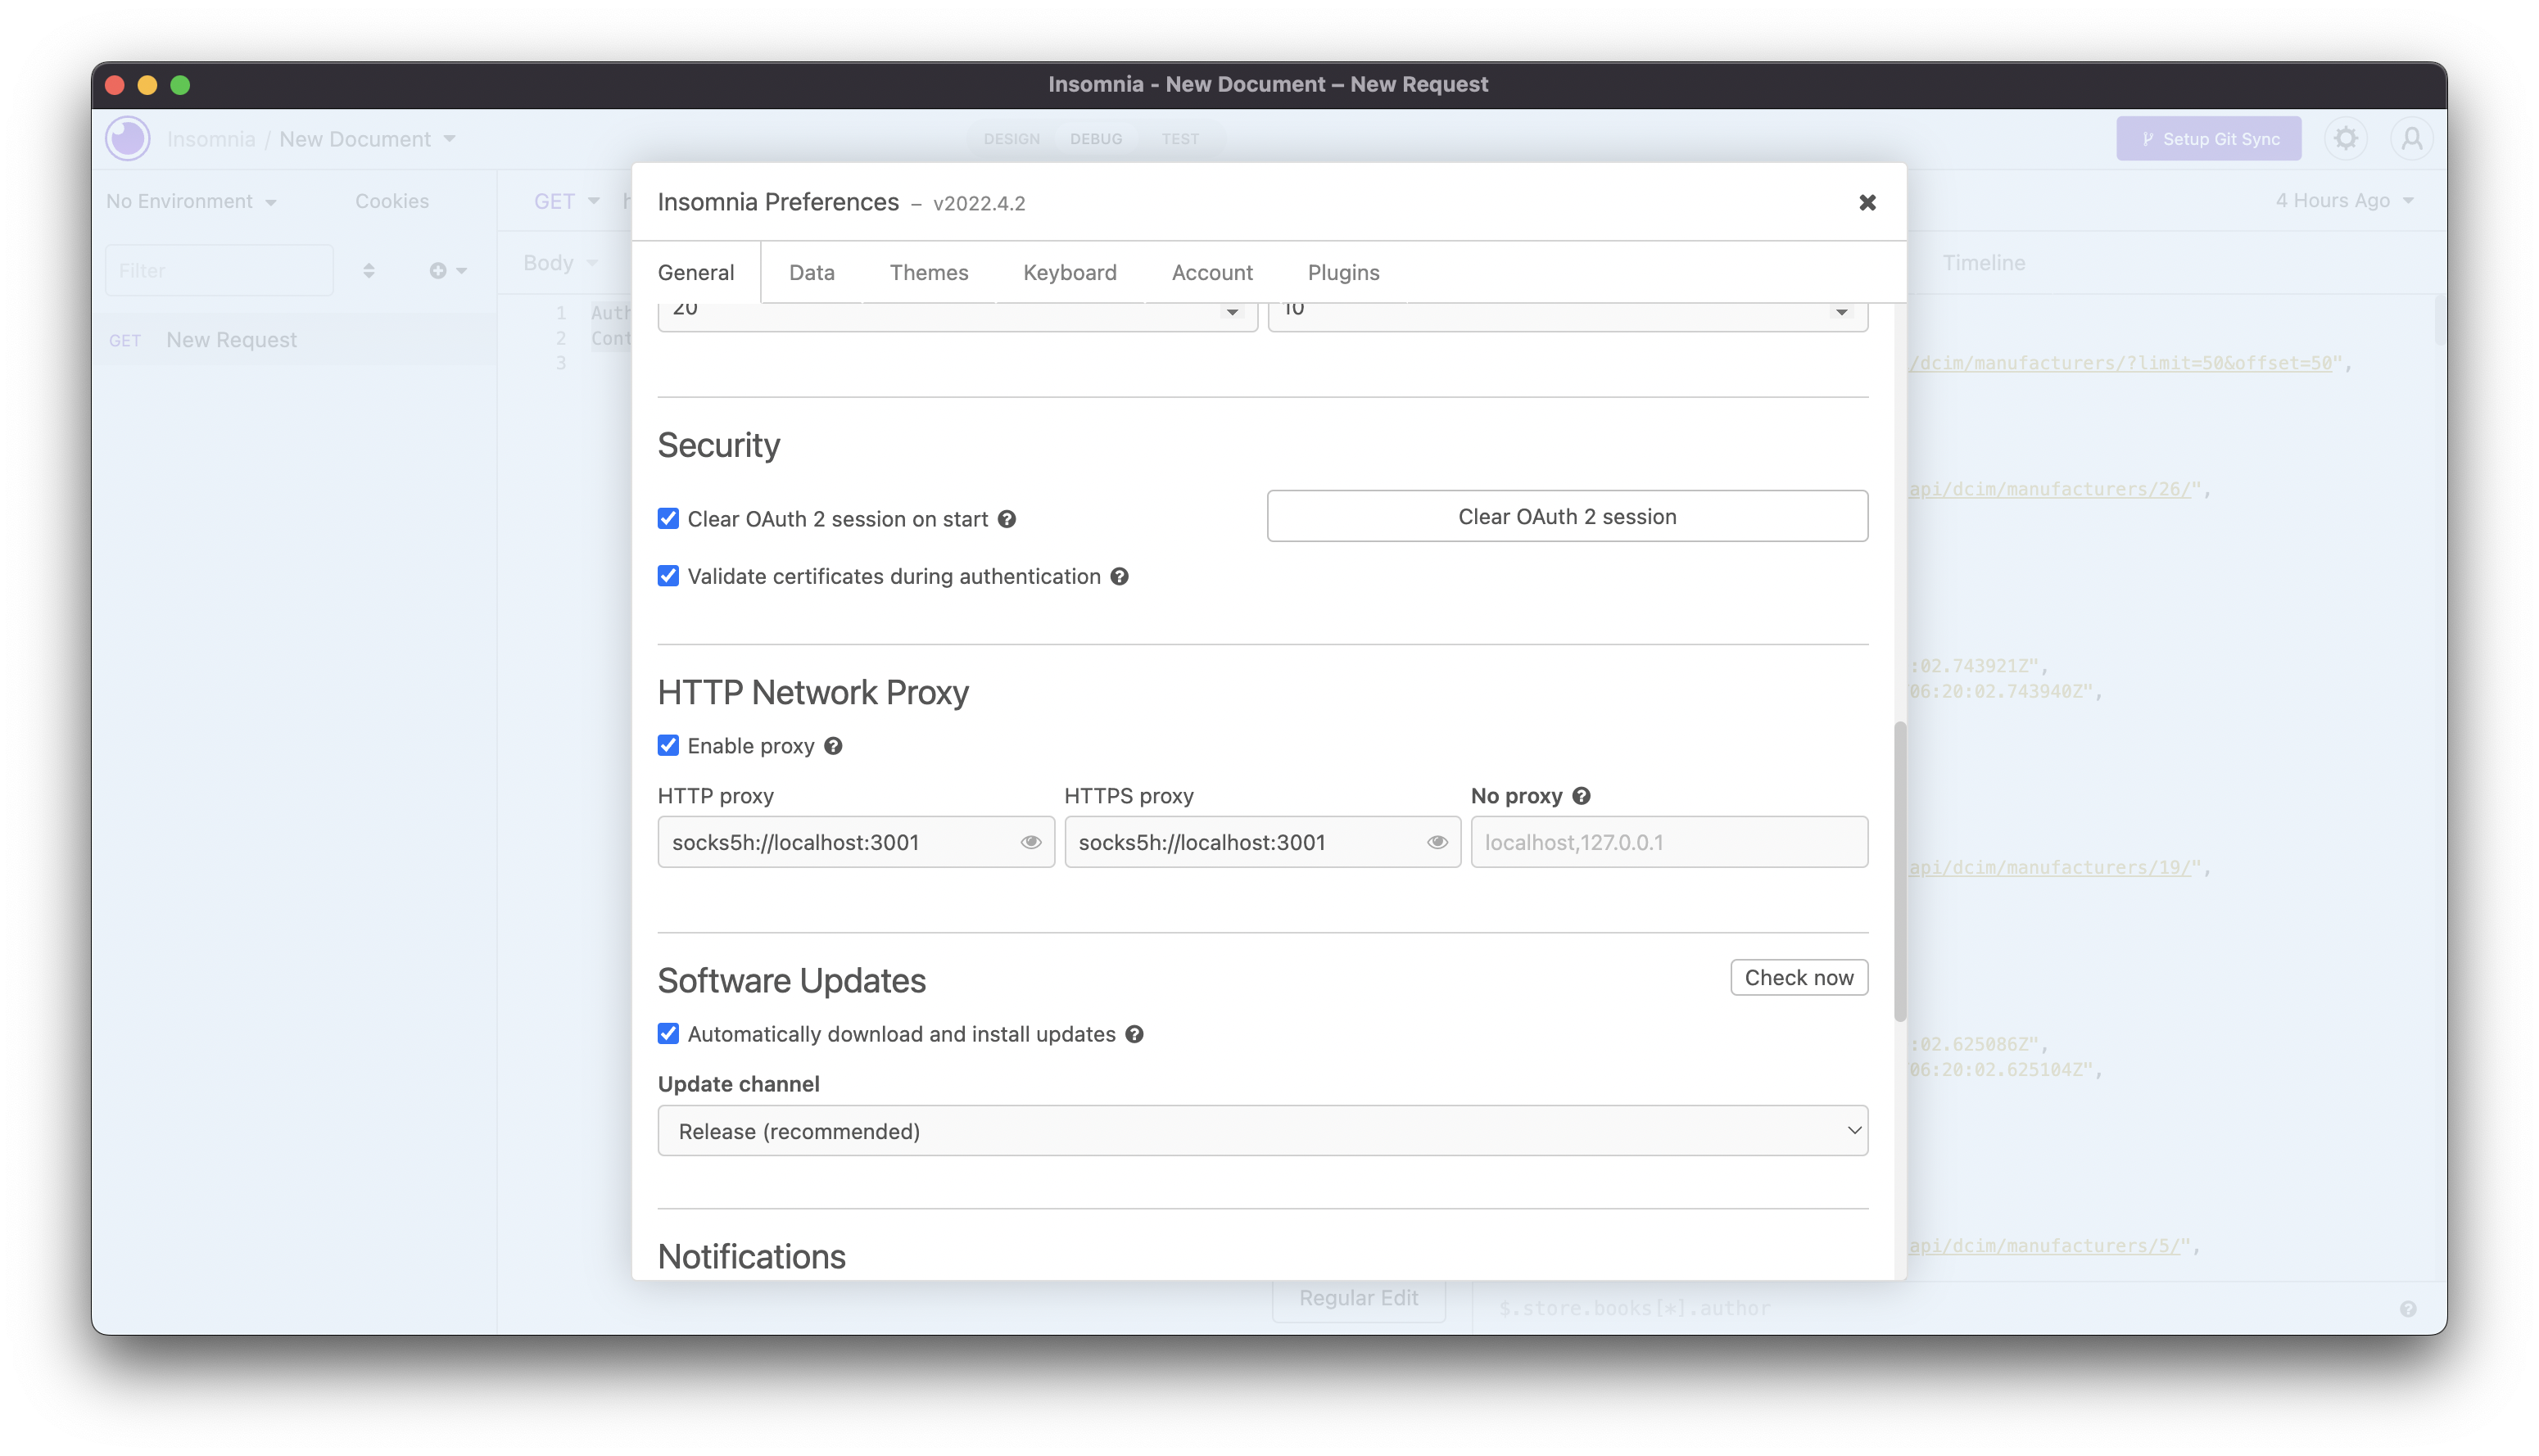 Insomnia - New Document – New Request
Insomnia / New Document
DESIGN DEBUG TEST
Setup Git Sync
No Environment Cookies
GET
4 Hours Ago
Filter
Body
Timeline
GET New Request
1 Auth
2 Cont
3
Insomnia Preferences – v2022.4.2
General Data Themes Keyboard Account Plugins
20 10
Security
Clear OAuth 2 session on start
Clear OAuth 2 session
Validate certificates during authentication
HTTP Network Proxy
Enable proxy
HTTP proxy HTTPS proxy No proxy
socks5h://localhost:3001 socks5h://localhost:3001 localhost,127.0.0.1
Software Updates
Check now
Automatically download and install updates
Update channel
Release (recommended)
Notifications
/dcim/manufacturers/?limit=50&offset=50",
api/dcim/manufacturers/26/",
:02.743921Z",
06:20:02.743940Z",
api/dcim/manufacturers/19/",
:02.625086Z",
06:20:02.625104Z",
api/dcim/manufacturers/5/",
Regular Edit
$.store.books[*].author